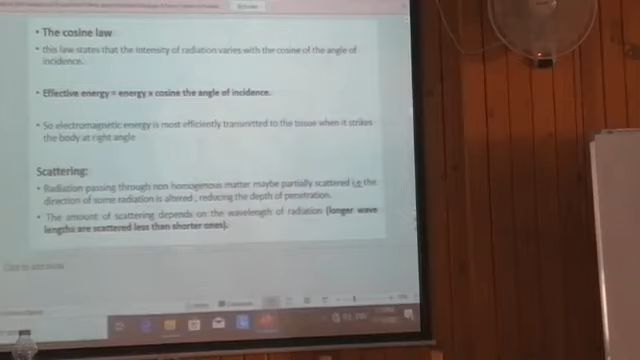 • The cosine law
• this law states that the intensity of radiation varies with the cosine of the angle of
incidence.
• Effective energy = energy x cosine the angle of incidence.
• So electromagnetic energy is most efficiently transmitted to the tissue when it strikes
the body at right angle
Scattering:
• Radiation passing through non homogenous matter maybe partially scattered i.e the
direction of some radiation is altered , reducing the depth of penetration.
• The amount of scattering depends on the wavelength of radiation (longer wave
lengths are scattered less than shorter ones).
Click to add notes